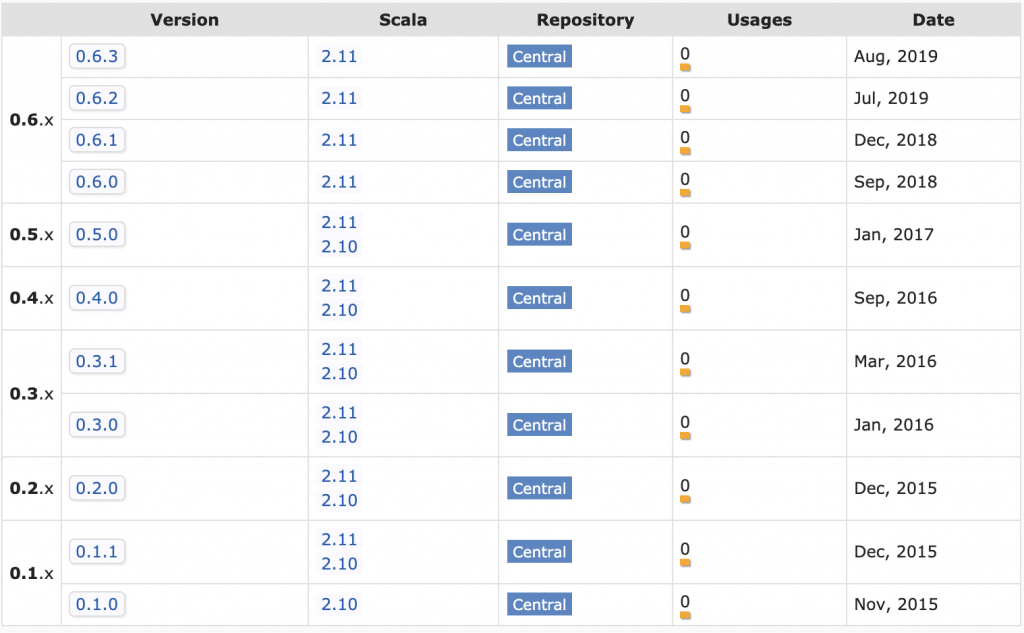 Version Scala Repository Usages Date
0.6.x
0.6.3 2.11 Central 0 Aug, 2019
0.6.2 2.11 Central 0 Jul, 2019
0.6.1 2.11 Central 0 Dec, 2018
0.6.0 2.11 Central 0 Sep, 2018
0.5.x 0.5.0 2.11 Central 0 Jan, 2017
2.10
0.4.x 0.4.0 2.11 Central 0 Sep, 2016
2.10
0.3.x
0.3.1 2.11 Central 0 Mar, 2016
2.10
0.3.0 2.11 Central 0 Jan, 2016
2.10
0.2.x 0.2.0 2.11 Central 0 Dec, 2015
2.10
0.1.x
0.1.1 2.11 Central 0 Dec, 2015
2.10
0.1.0 2.10 Central 0 Nov, 2015